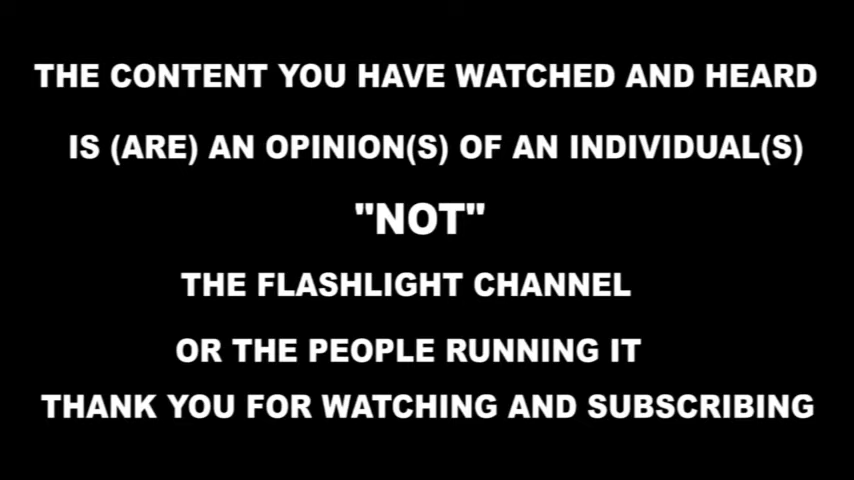 THE CONTENT YOU HAVE WATCHED AND HEARD
IS (ARE) AN OPINION(S) OF AN INDIVIDUAL(S)
"NOT"
THE FLASHLIGHT CHANNEL
OR THE PEOPLE RUNNING IT
THANK YOU FOR WATCHING AND SUBSCRIBING